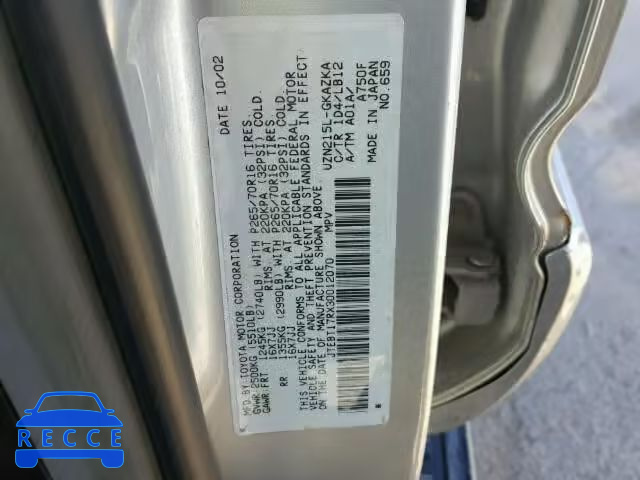 MFD. BY: TOYOTA MOTOR CORPORATION DATE 10/02
GVWR 2500KG (5510LB)
GAWR FRT 1245KG (2740LB) WITH P265/70R16 TIRES,
16X7JJ RIMS, AT 220KPA (32PSI) COLD.
RR 1355KG (2990LB) WITH P265/70R16 TIRES,
16X7JJ RIMS, AT 220KPA (32PSI) COLD.
THIS VEHICLE CONFORMS TO ALL APPLICABLE FEDERAL MOTOR
VEHICLE SAFETY AND THEFT PREVENTION STANDARDS IN EFFECT
ON THE DATE OF MANUFACTURE SHOWN ABOVE.
JTEBT17RX30012070 MPV
UZN215L-GKAZKA
C/TR 1D4/LB12
A/TM A01A/ A750F
MADE IN JAPAN
NO.659
RECCE